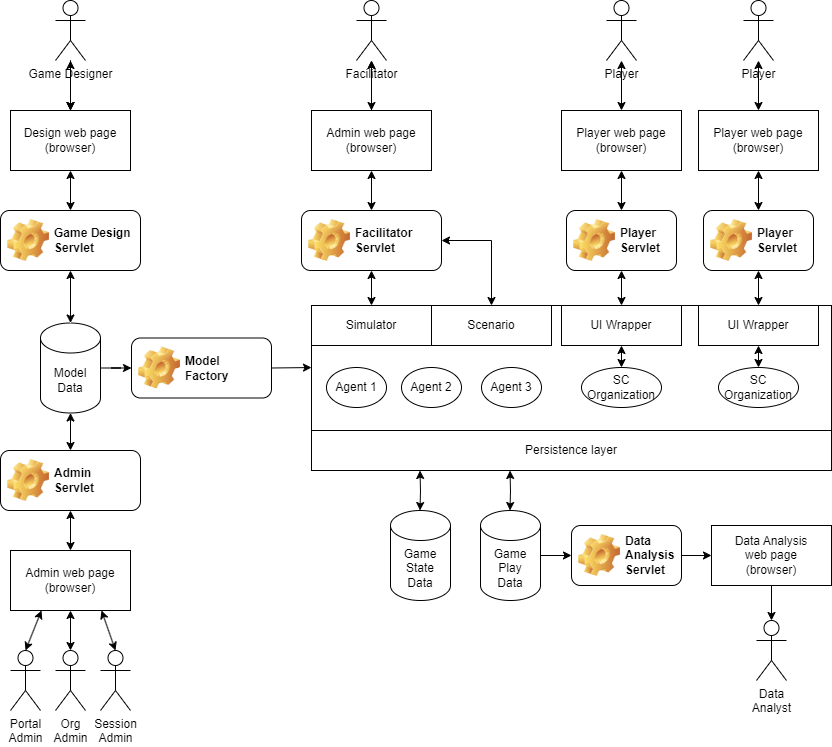 Game Designer
Facilitator
Player
Player
Design web page
(browser)
Admin web page
(browser)
Player web page
(browser)
Player web page
(browser)
Game Design
Servlet
Facilitator
Servlet
Player
Servlet
Player
Servlet
Simulator
Scenario
UI Wrapper
UI Wrapper
Model
Data
Model
Factory
Agent 1
Agent 2
Agent 3
SC
Organization
SC
Organization
Persistence layer
Admin
Servlet
Game
State
Data
Game
Play
Data
Data
Analysis
Servlet
Data Analysis
web page
(browser)
Admin web page
(browser)
Portal
Admin
Org
Admin
Session
Admin
Data
Analyst